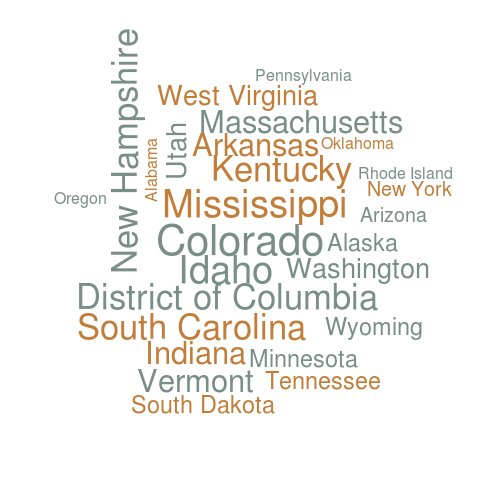 Pennsylvania
West Virginia
Massachusetts
New Hampshire
Utah
Alabama
Arkansas
Oklahoma
Kentucky
Rhode Island
New York
Oregon
Mississippi
Arizona
Colorado
Alaska
Idaho
Washington
District of Columbia
South Carolina
Wyoming
Indiana
Minnesota
Vermont
Tennessee
South Dakota